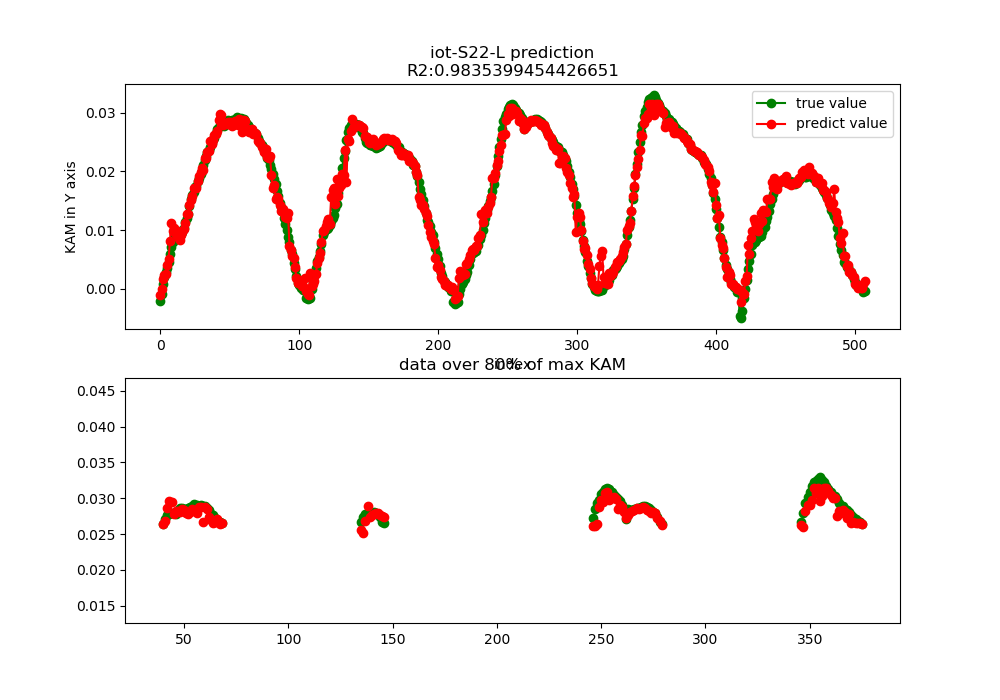 iot-S22-L prediction
R2:0.9835399454426651
true value
predict value
KAM in Y axis
0.03
0.02
0.01
0.00
0 100 200 300 400 500
index
data over 80% of max KAM
0.045
0.040
0.035
0.030
0.025
0.020
0.015
50 100 150 200 250 300 350